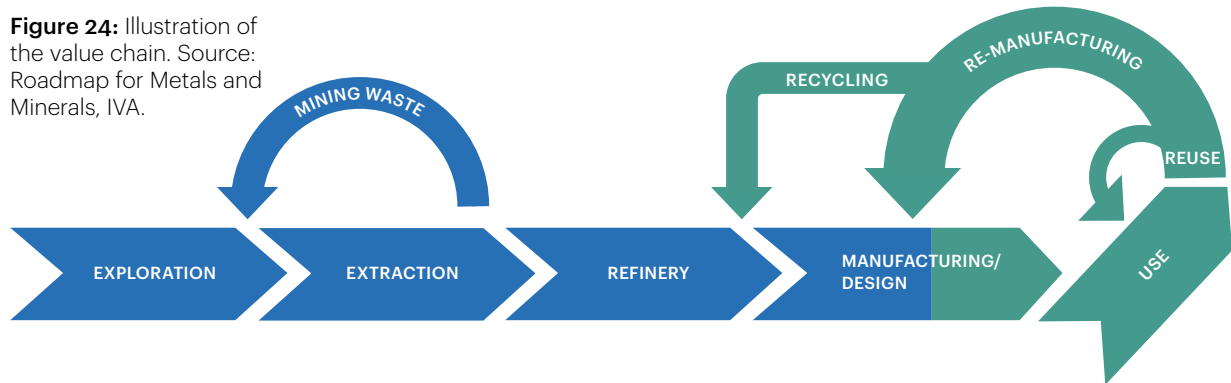 Figure 24: Illustration of
the value chain. Source:
Roadmap for Metals and
Minerals, IVA.
MINING WASTE
RECYCLING
RE-MANUFACTURING
REUSE
EXPLORATION
EXTRACTION
REFINERY
MANUFACTURING/
DESIGN
USE